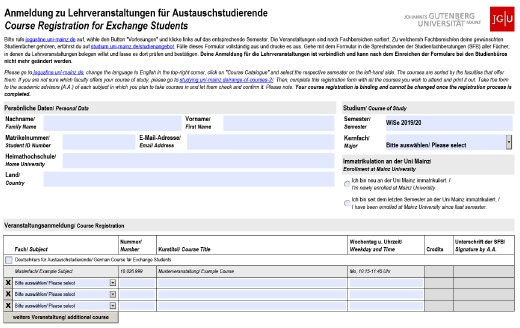 Anmeldung zu Lehrveranstaltungen für Austauschstudierende
Course Registration for Exchange Students
JOHANNES GUTENBERG
UNIVERSITÄT MAINZ
JG|U
Bitte rufen jogustine.uni-mainz.de auf, wählen den Button "Vorlesungen" und klicken links auf das entsprechende Semester. Die Veranstaltungen sind nach Fachbereichen sortiert. Zu welchem Fachbereich deine gewünschten
Studienfächer gehören, erfährst du auf studium.uni-mainz.de/studienangebot. Fülle dieses Formular vollständig aus und drucke es aus. Gehe mit dem Formular in die Sprechstunden der Studienfachberatungen (SFB) aller Fächer,
in denen du Lehrveranstaltungen belegen willst und lasse es dort prüfen und bestätigen. Deine Anmeldung für die Lehrveranstaltungen ist verbindlich und kann nach dem Einreichen der Formulare bei den Studienbüros
nicht mehr geändert werden.
Please go to jogustine.uni-mainz.de, change the language to English in the top-right corner, click on "Course Catalogue" and select the respective semester on the left-hand side. The courses are sorted by the faculties that offer
them. If you are not sure which faculty offers your course of study, please go to studying.uni-mainz.de/range-of-courses-2/. Then, complete this registration form with all the courses you wish to attend and print it out. Take the form
to the academic advisers (A.A.) of each subject in which you plan to take courses in and let them check and confirm it. Please note: Your course registration is binding and cannot be changed once the registration process is
completed.
Persönliche Daten/ Personal Data
Studium/ Course of Study
Nachname/
Family Name
Vorname/
First Name
Semester/
Semester
WiSe 2019/20
Matrikelnummer/
Student ID Number
E-Mail-Adresse/
Email Address
Kernfach/
Major
Bitte auswählen/ Please select
Heimathochschule/
Home University
Immatrikulation an der Uni Mainz/
Enrollment at Mainz University
Land/
Country
Ich bin neu an der Uni Mainz immatrikuliert. /
I'm newly enrolled at Mainz University.
Ich bin seit dem letzten Semester an der Uni Mainz immatrikuliert. /
I have been enrolled at Mainz University since last semester.
Veranstaltungsanmeldung/ Course Registration
Fach/ Subject
Nummer/
Number
Kurstitel/ Course Title
Wochentag u. Uhrzeit/
Weekday and Time
Credits
Unterschrift der SFB/
Signature by A.A.
Deutschkurs für Austauschstudierende/ German Course for Exchange Students
Musterfach/ Example Subject
Musterveranstaltung/ Example Course
Mo, 10:15-11:45 Uhr
X Bitte auswählen/ Please select
X Bitte auswählen/ Please select
X Bitte auswählen/ Please select
weitere Veranstaltung/ additional course